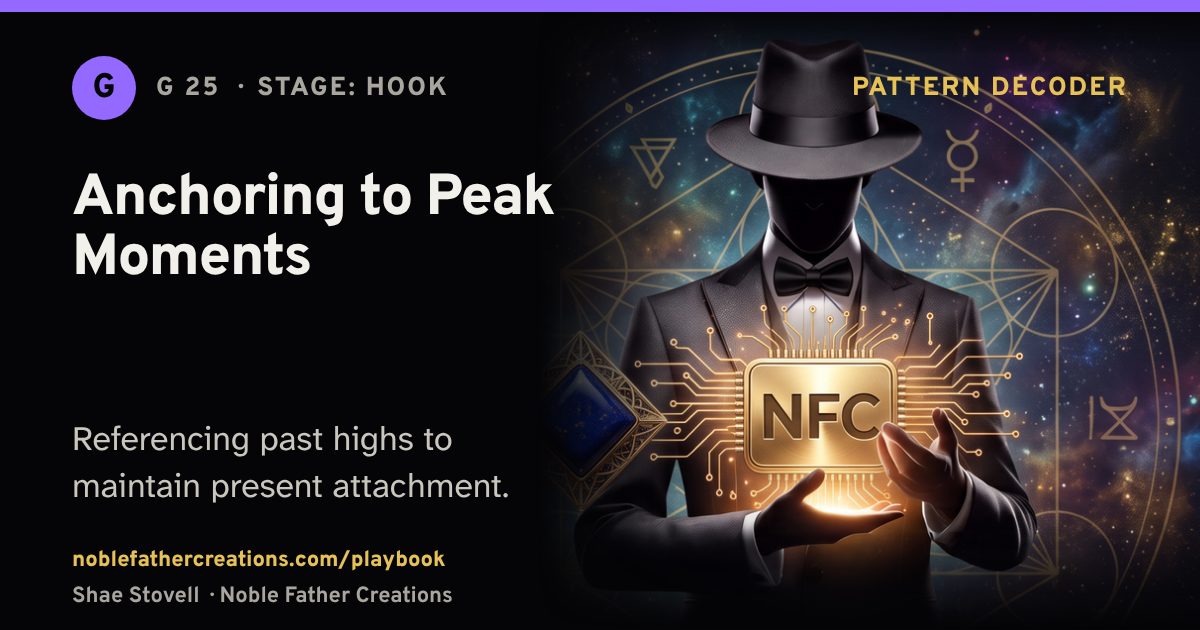 G
G 25 · STAGE: HOOK
PATTERN DECODER
Anchoring to Peak
Moments
NFC
Referencing past highs to
maintain present attachment.
noblefathercreations.com/playbook
Shae Stovell · Noble Father Creations